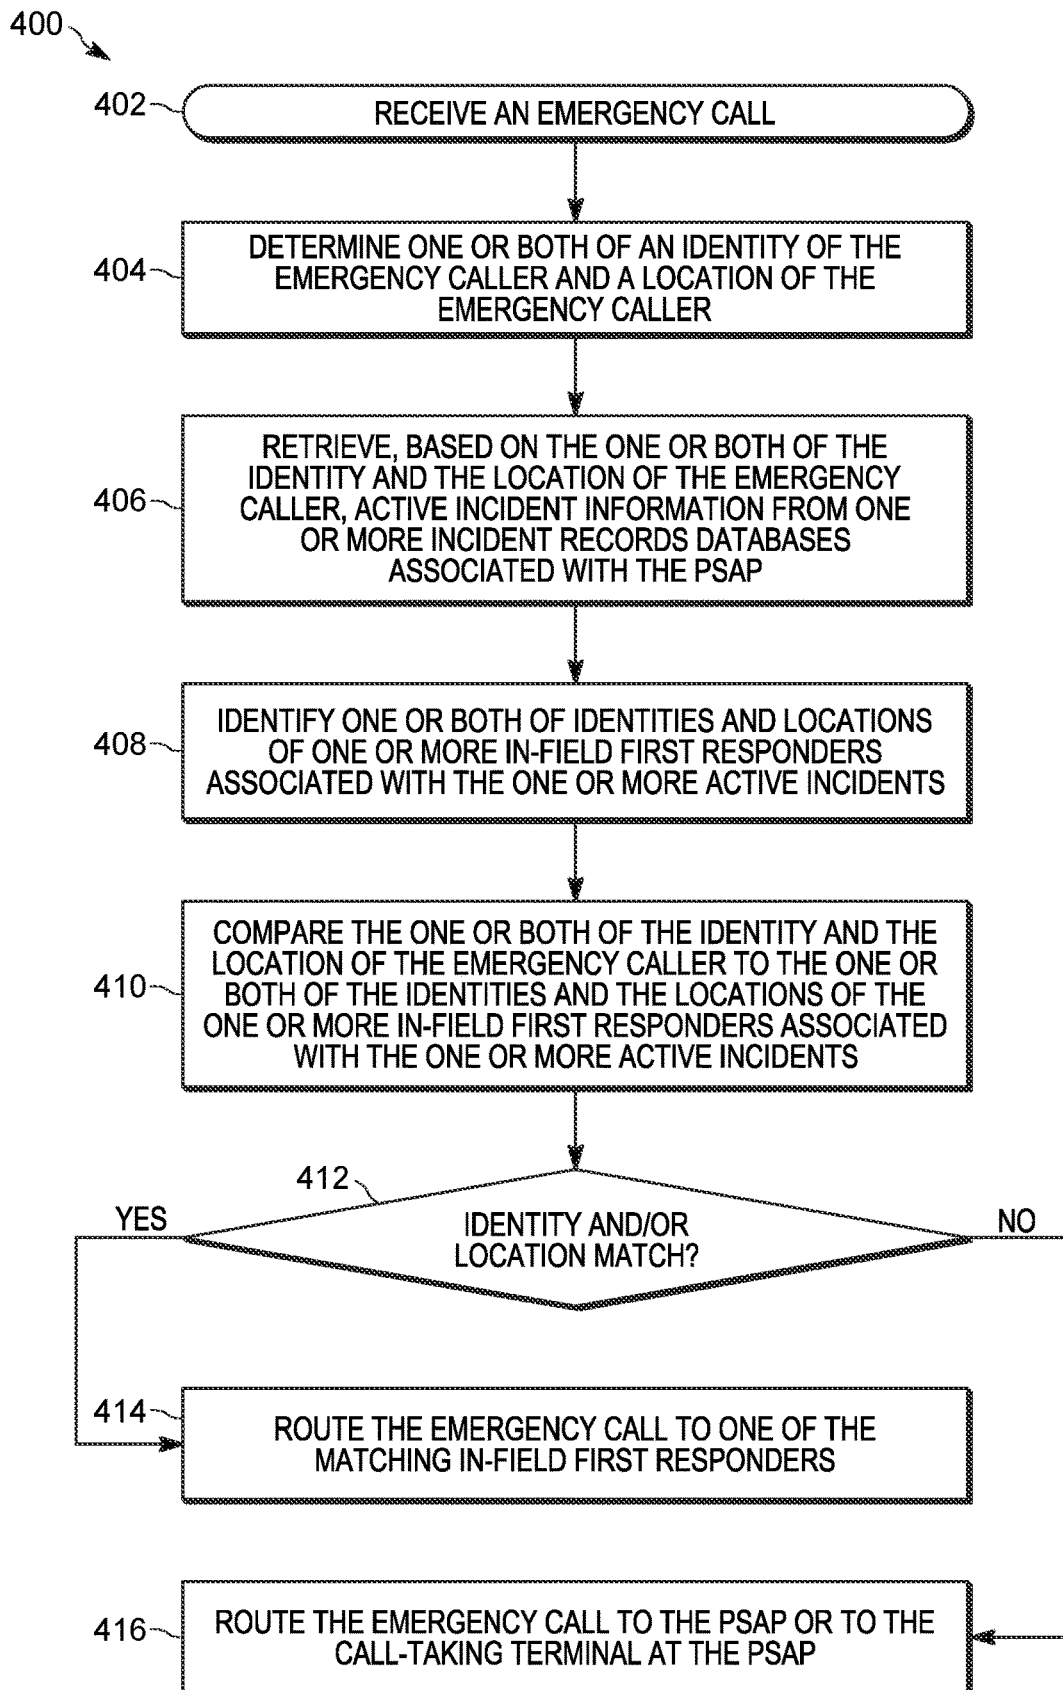 400
402
RECEIVE AN EMERGENCY CALL
404
DETERMINE ONE OR BOTH OF AN IDENTITY OF THE
EMERGENCY CALLER AND A LOCATION OF THE
EMERGENCY CALLER
406
RETRIEVE, BASED ON THE ONE OR BOTH OF THE
IDENTITY AND THE LOCATION OF THE EMERGENCY
CALLER, ACTIVE INCIDENT INFORMATION FROM ONE
OR MORE INCIDENT RECORDS DATABASES
ASSOCIATED WITH THE PSAP
408
IDENTIFY ONE OR BOTH OF IDENTITIES AND LOCATIONS
OF ONE OR MORE IN-FIELD FIRST RESPONDERS
ASSOCIATED WITH THE ONE OR MORE ACTIVE INCIDENTS
410
COMPARE THE ONE OR BOTH OF THE IDENTITY AND THE
LOCATION OF THE EMERGENCY CALLER TO THE ONE OR
BOTH OF THE IDENTITIES AND THE LOCATIONS OF THE
ONE OR MORE IN-FIELD FIRST RESPONDERS ASSOCIATED
WITH THE ONE OR MORE ACTIVE INCIDENTS
412
YES
IDENTITY AND/OR
LOCATION MATCH?
NO
414
ROUTE THE EMERGENCY CALL TO ONE OF THE
MATCHING IN-FIELD FIRST RESPONDERS
416
ROUTE THE EMERGENCY CALL TO THE PSAP OR TO THE
CALL-TAKING TERMINAL AT THE PSAP